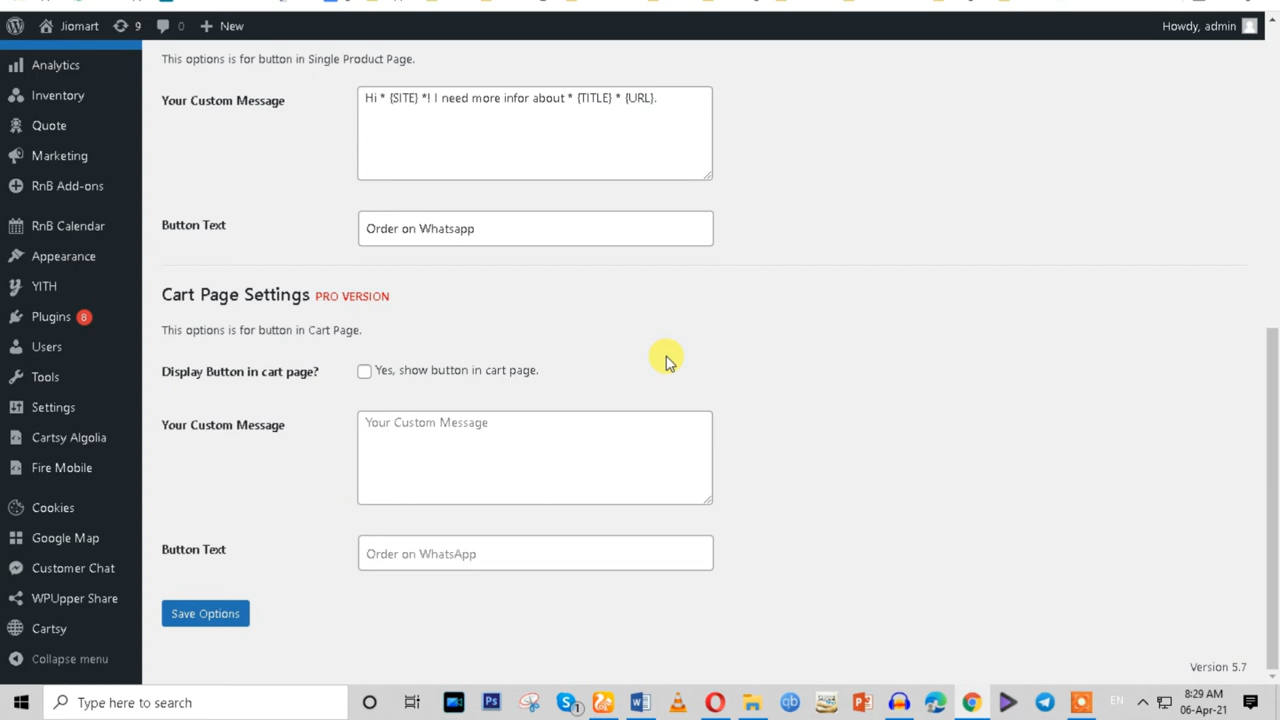 Jiomart
9
0
New
Howdy, admin
Analytics
Inventory
Quote
Marketing
RnB Add-ons
RnB Calendar
Appearance
YITH
Plugins 8
Users
Tools
Settings
Cartsy Algolia
Fire Mobile
Cookies
Google Map
Customer Chat
WPUpper Share
Cartsy
Collapse menu
This options is for button in Single Product Page.
Your Custom Message
Hi * {SITE} *! I need more infor about * {TITLE} * {URL}.
Button Text
Order on Whatsapp
Cart Page Settings PRO VERSION
This options is for button in Cart Page.
Display Button in cart page?
Yes, show button in cart page.
Your Custom Message
Your Custom Message
Button Text
Order on WhatsApp
Save Options
Version 5.7
Type here to search
EN
8:29 AM
06-Apr-21